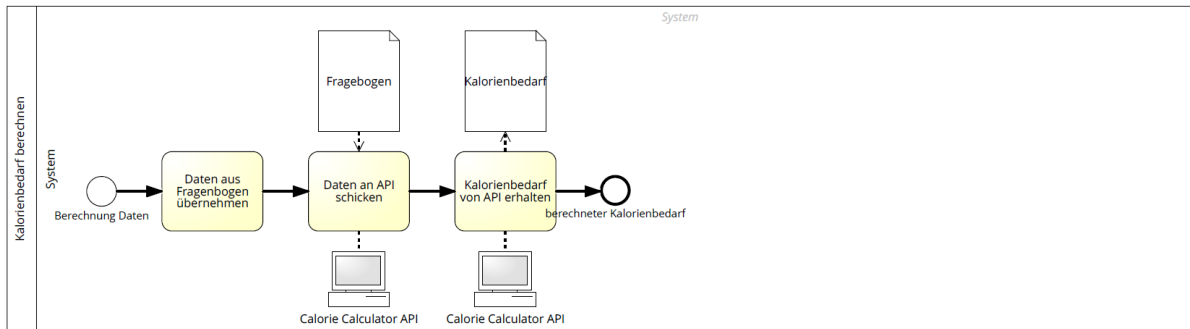 Kalorienbedarf berechnen
System
System
Fragebogen
Kalorienbedarf
Berechnung Daten
Daten aus
Fragenbogen
übernehmen
Daten an API
schicken
Kalorienbedarf
von API erhalten
berechneter Kalorienbedarf
Calorie Calculator API
Calorie Calculator API